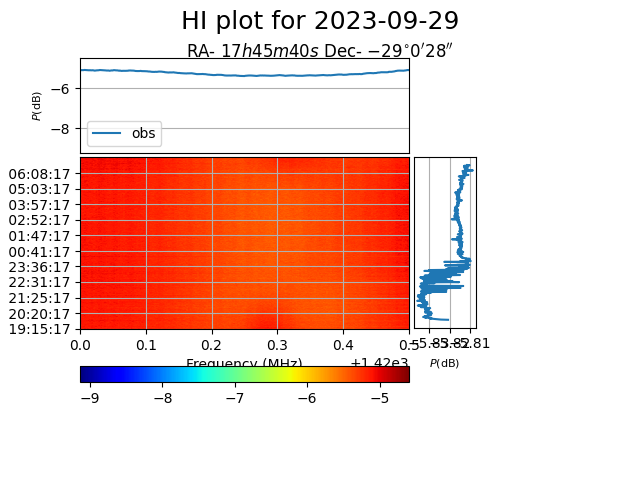 HI plot for 2023-09-29
RA- 17h45m40s Dec- −29°0′28″
P(dB)
−6
−8
obs
06:08:17
05:03:17
03:57:17
02:52:17
01:47:17
00:41:17
23:36:17
22:31:17
21:25:17
20:20:17
19:15:17
0.0 0.1 0.2 0.3 0.4 0.5
Frequency (MHz)
+1.42e3
P(dB)
−9 −8 −7 −6 −5